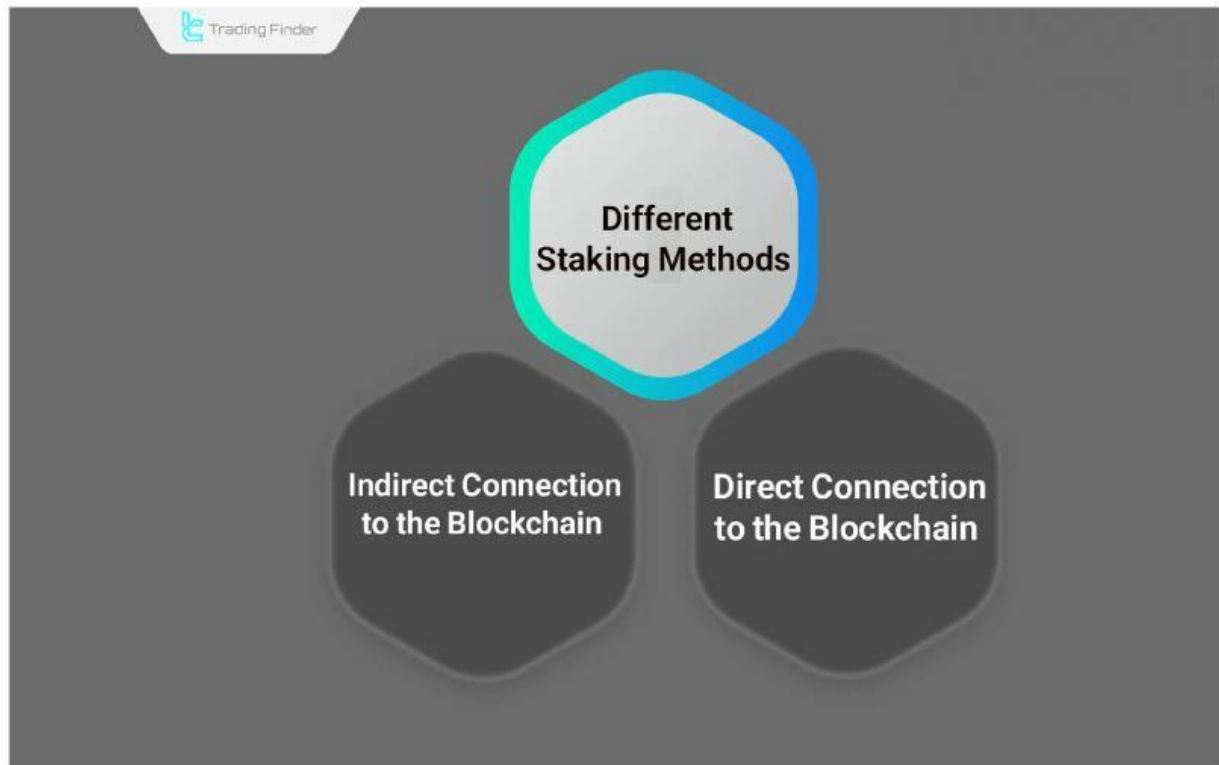 Trading Finder
Different
Staking Methods
Indirect Connection
to the Blockchain
Direct Connection
to the Blockchain